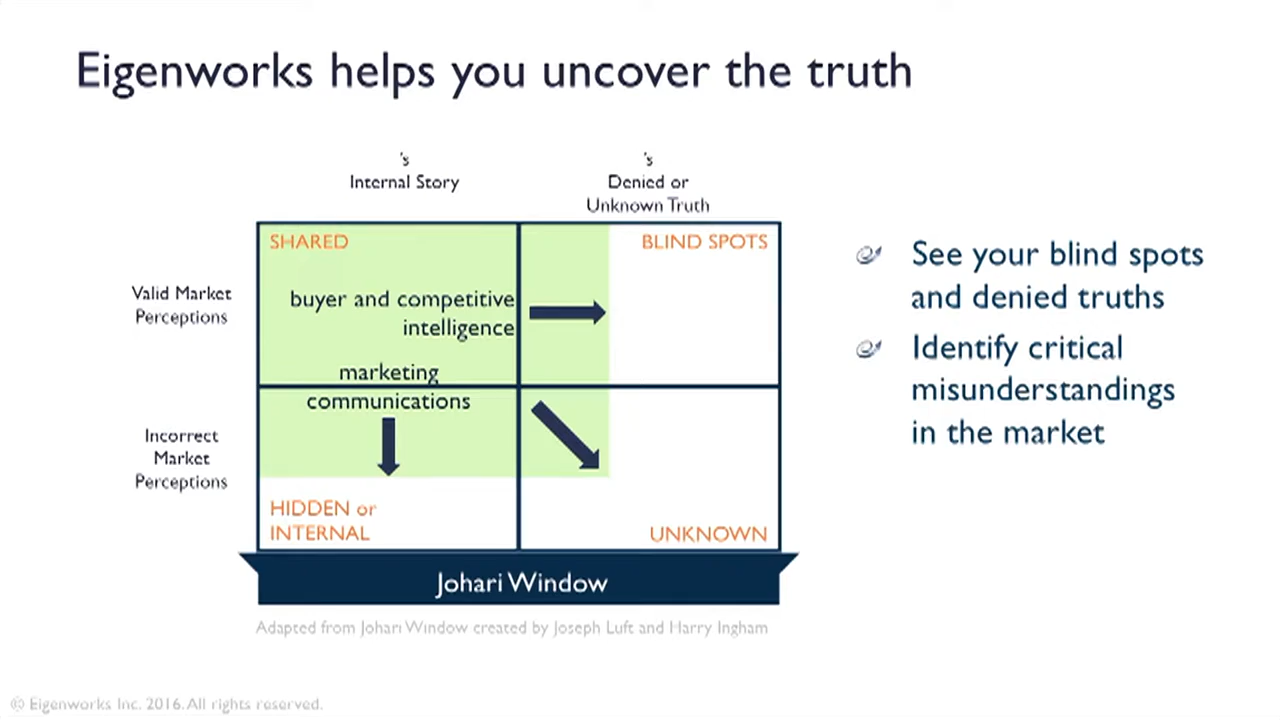 Eigenworks helps you uncover the truth
's
Internal Story
's
Denied or
Unknown Truth
SHARED
BLIND SPOTS
Valid Market
Perceptions
buyer and competitive
intelligence
marketing
communications
Incorrect
Market
Perceptions
HIDDEN or
INTERNAL
UNKNOWN
Johari Window
Adapted from Johari Window created by Joseph Luft and Harry Ingham
See your blind spots
and denied truths
Identify critical
misunderstandings
in the market
© Eigenworks Inc. 2016. All rights reserved.